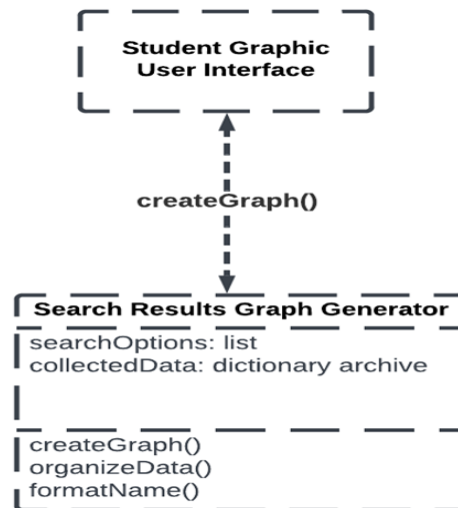 Student Graphic
User Interface
createGraph()
Search Results Graph Generator
searchOptions: list
collectedData: dictionary archive
createGraph()
organizeData()
formatName()